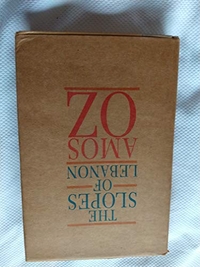 THE
SLOPES
OF
LEBANON
AMOS
OZ